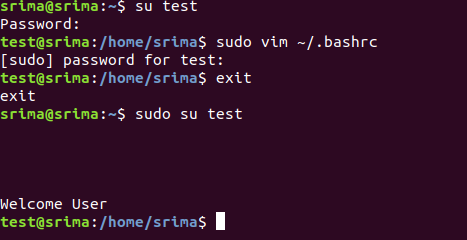 srima@srima:~$ su test
Password:
test@srima:/home/srima$ sudo vim ~/.bashrc
[sudo] password for test:
test@srima:/home/srima$ exit
exit
srima@srima:~$ sudo su test
Welcome User
test@srima:/home/srima$